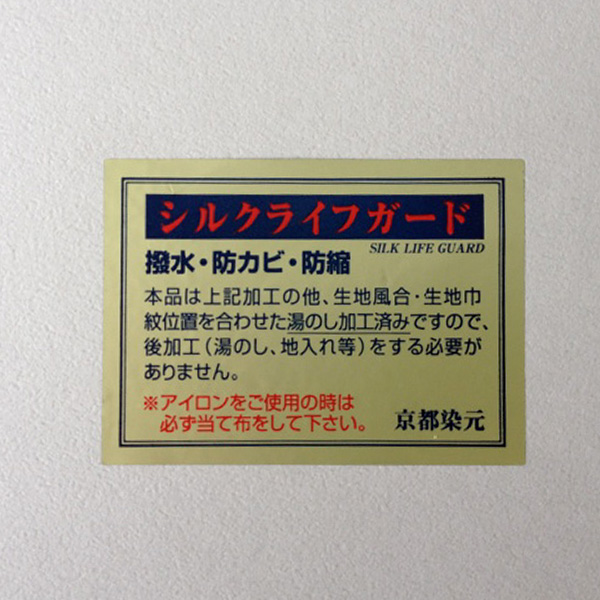 シルクライフガード
SILK LIFE GUARD
撥水・防カビ・防縮
本品は上記加工の他、生地風合・生地巾
紋位置を合わせた湯のし加工済みですので、
後加工（湯のし、地入れ等）をする必要が
ありません。
※アイロンをご使用の時は
必ず当て布をして下さい。
京都染元